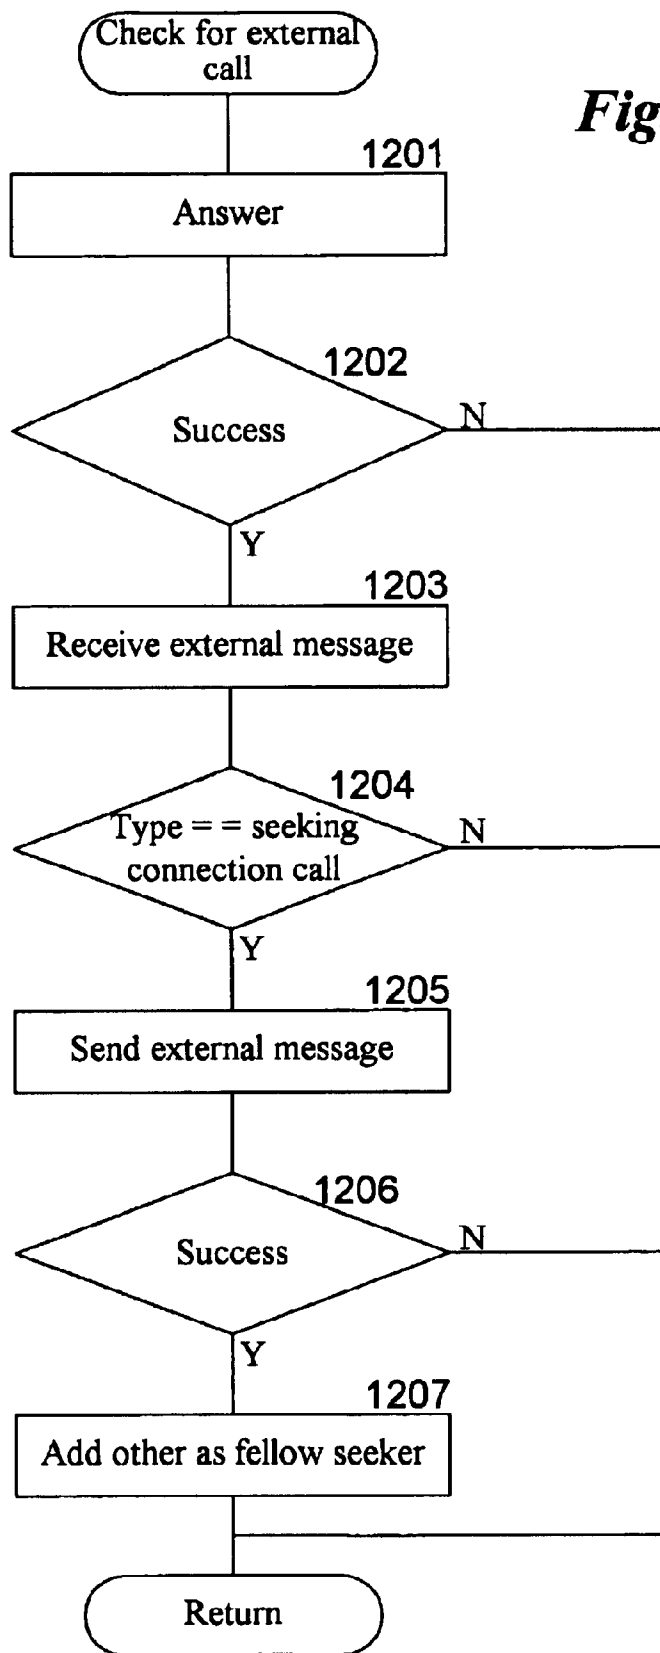 Check for external
call
Fig
1201
Answer
1202
Success
N
Y
1203
Receive external message
1204
Type = = seeking
connection call
N
Y
1205
Send external message
1206
Success
N
Y
1207
Add other as fellow seeker
Return